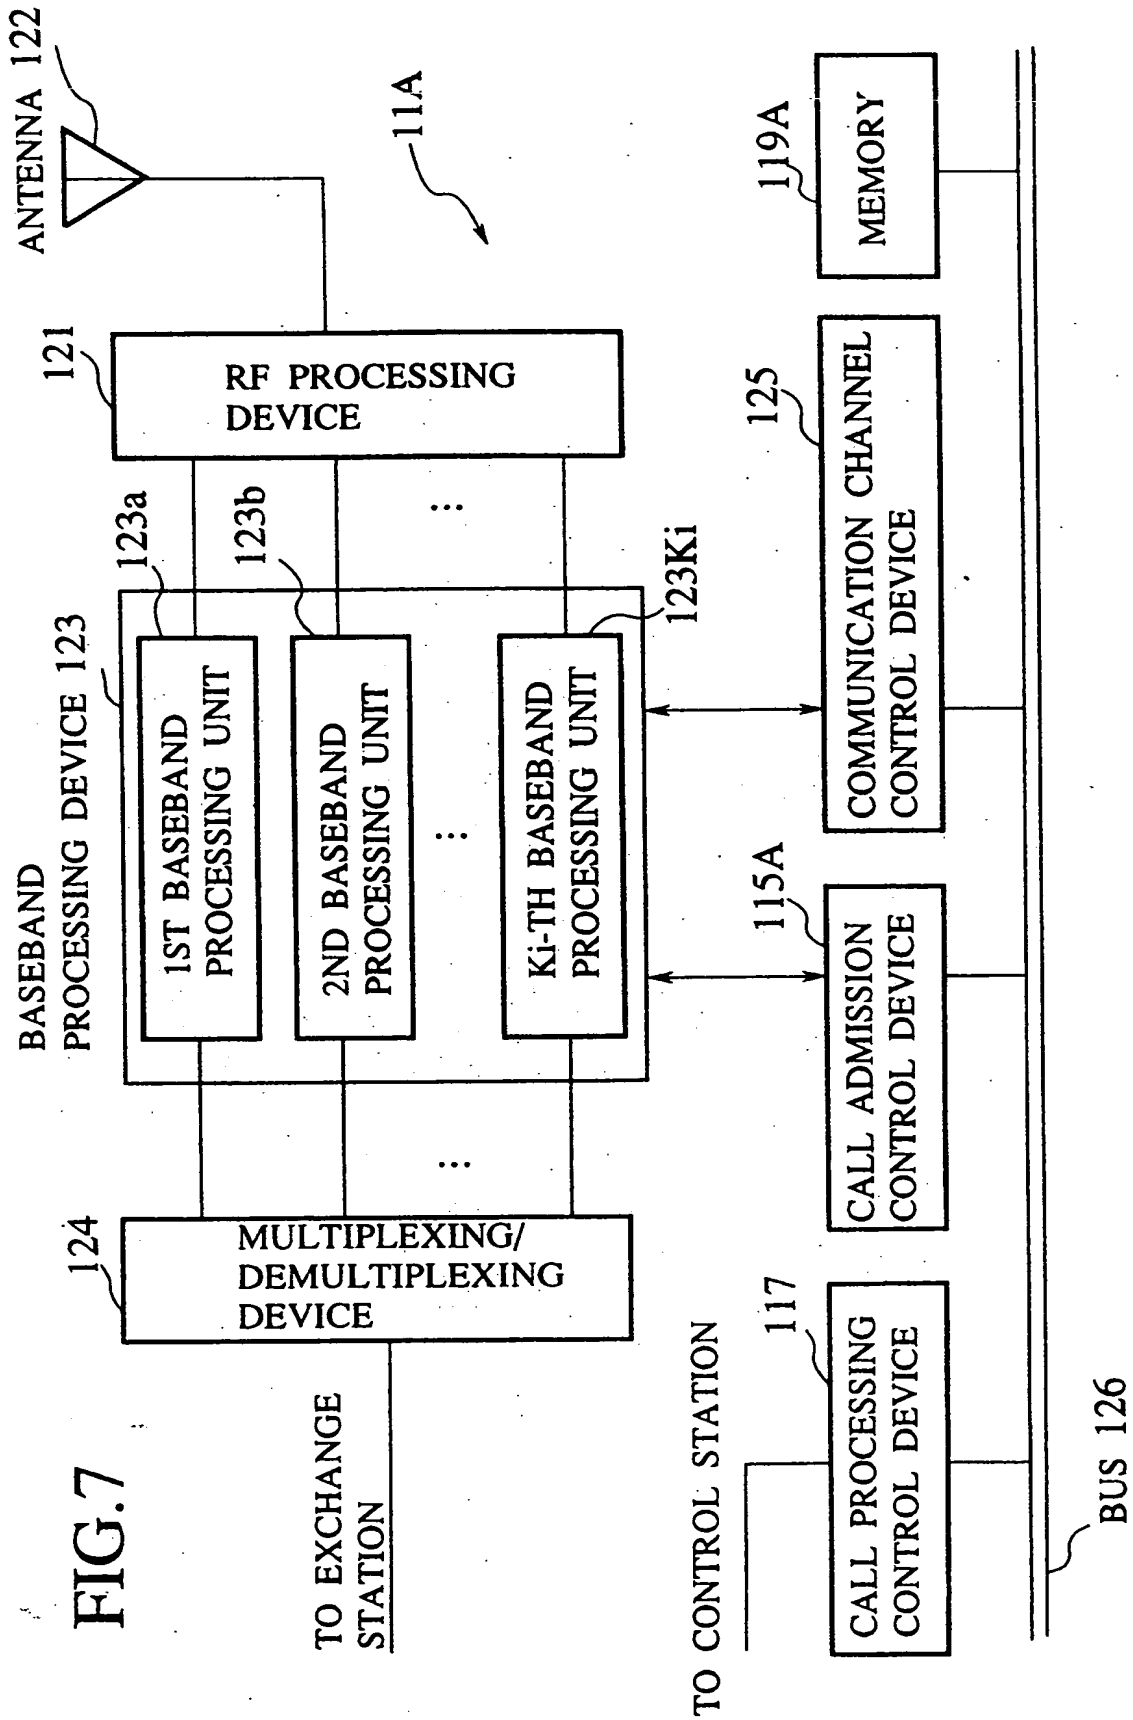 FIG.7
ANTENNA 122
11A
121
RF PROCESSING
DEVICE
BASEBAND
PROCESSING DEVICE 123
123a
1ST BASEBAND
PROCESSING UNIT
123b
2ND BASEBAND
PROCESSING UNIT
...
...
...
123Ki
Ki-TH BASEBAND
PROCESSING UNIT
124
MULTIPLEXING/
DEMULTIPLEXING
DEVICE
TO EXCHANGE
STATION
TO CONTROL STATION
117
CALL PROCESSING
CONTROL DEVICE
115A
CALL ADMISSION
CONTROL DEVICE
125
COMMUNICATION CHANNEL
CONTROL DEVICE
119A
MEMORY
BUS 126